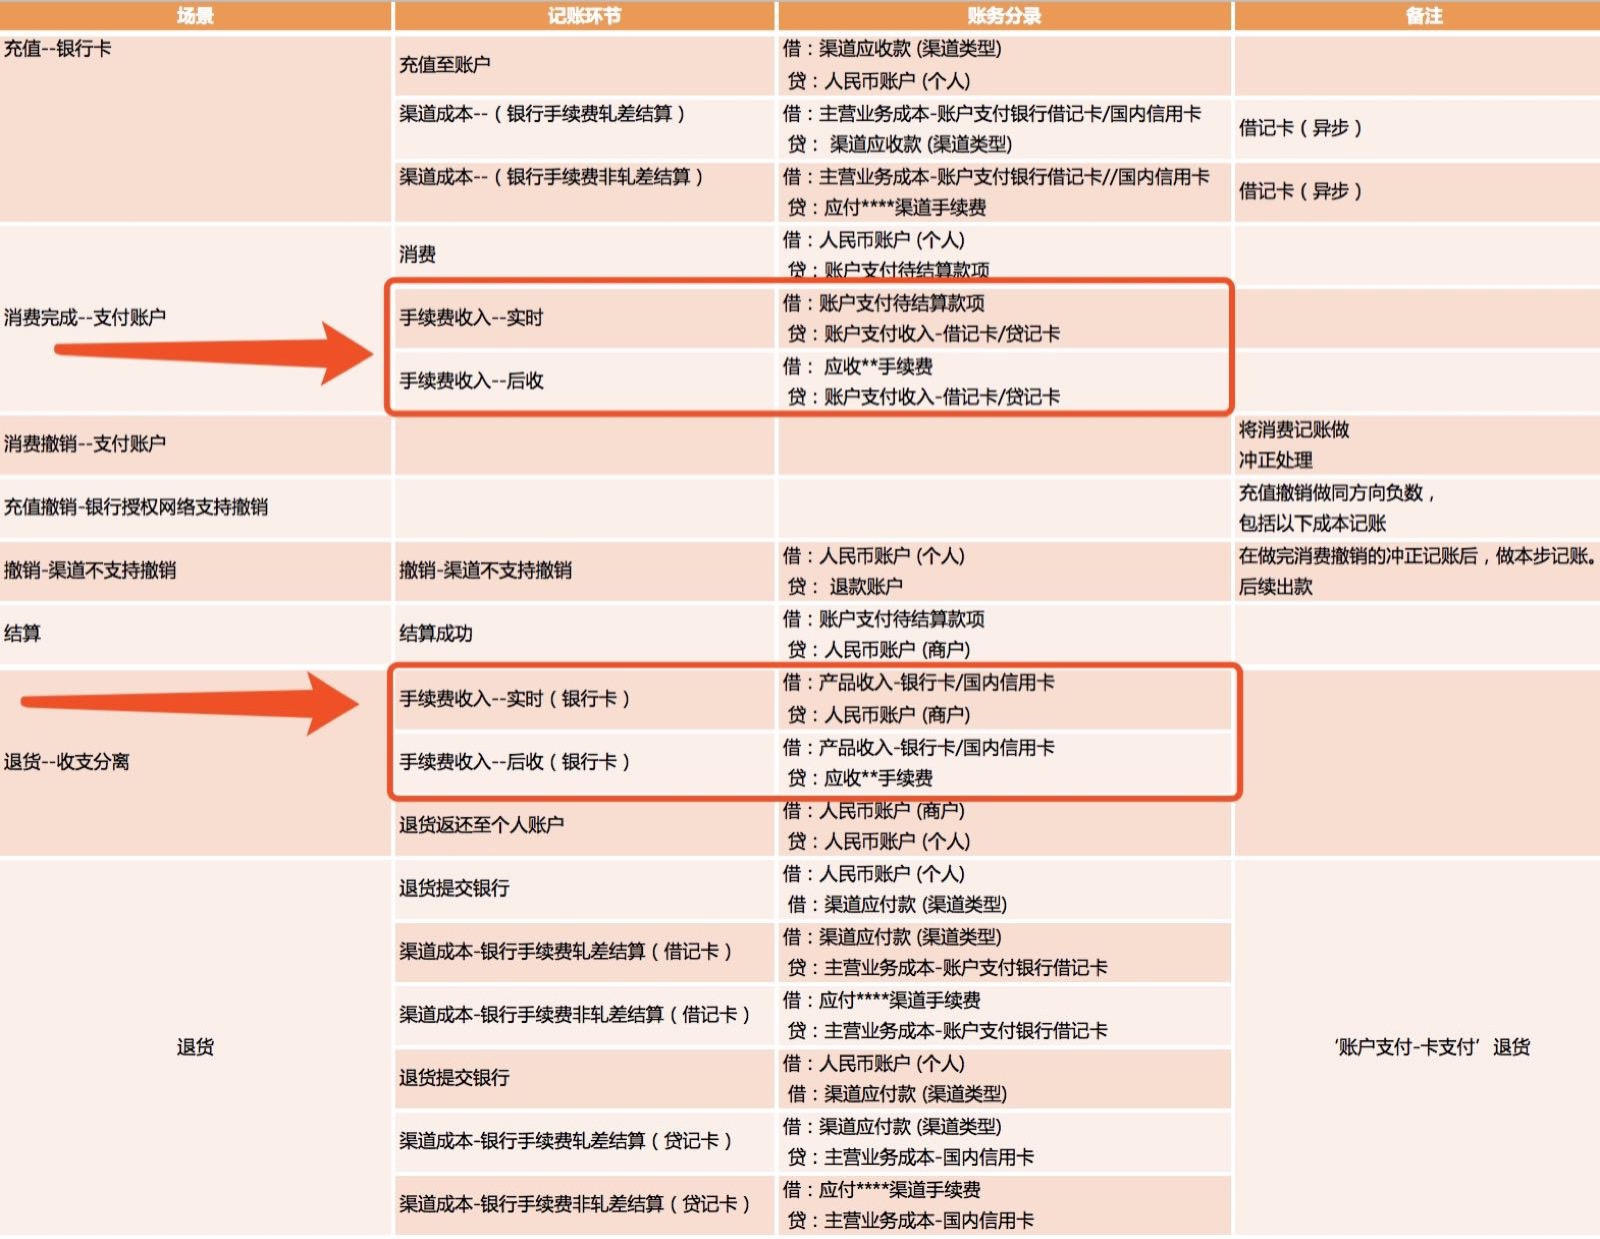 场景 记账环节 账务分录 备注
充值--银行卡
充值至账户
借：渠道应收款 (渠道类型)
贷：人民币账户 (个人)
渠道成本--（银行手续费轧差结算）
借：主营业务成本-账户支付银行借记卡/国内信用卡
贷： 渠道应收款 (渠道类型)
借记卡（异步）
渠道成本--（银行手续费非轧差结算）
借：主营业务成本-账户支付银行借记卡//国内信用卡
贷：应付****渠道手续费
借记卡（异步）
消费完成--支付账户
消费
借：人民币账户 (个人)
贷：账户支付待结算款项
手续费收入--实时
借：账户支付待结算款项
贷：账户支付收入-借记卡/贷记卡
手续费收入--后收
借： 应收**手续费
贷：账户支付收入-借记卡/贷记卡
消费撤销--支付账户
将消费记账做
冲正处理
充值撤销-银行授权网络支持撤销
充值撤销做同方向负数，
包括以下成本记账
撤销-渠道不支持撤销
撤销-渠道不支持撤销
借：人民币账户 (个人)
贷： 退款账户
在做完消费撤销的冲正记账后，做本步记账。
后续出款
结算
结算成功
借：账户支付待结算款项
贷：人民币账户 (商户)
退货--收支分离
手续费收入--实时（银行卡）
借：产品收入-银行卡/国内信用卡
贷：人民币账户 (商户)
手续费收入--后收（银行卡）
借：产品收入-银行卡/国内信用卡
贷：应收**手续费
退货返还至个人账户
借：人民币账户 (商户)
贷：人民币账户 (个人)
退货
退货提交银行
借：人民币账户 (个人)
借：渠道应付款 (渠道类型)
渠道成本-银行手续费轧差结算（借记卡）
借：渠道应付款 (渠道类型)
贷：主营业务成本-账户支付银行借记卡
渠道成本-银行手续费非轧差结算（借记卡）
借：应付****渠道手续费
贷：主营业务成本-账户支付银行借记卡
退货提交银行
借：人民币账户 (个人)
借：渠道应付款 (渠道类型)
渠道成本-银行手续费轧差结算（贷记卡）
借：渠道应付款 (渠道类型)
贷：主营业务成本-国内信用卡
渠道成本-银行手续费非轧差结算（贷记卡）
借：应付****渠道手续费
贷：主营业务成本-国内信用卡
‘账户支付-卡支付’退货